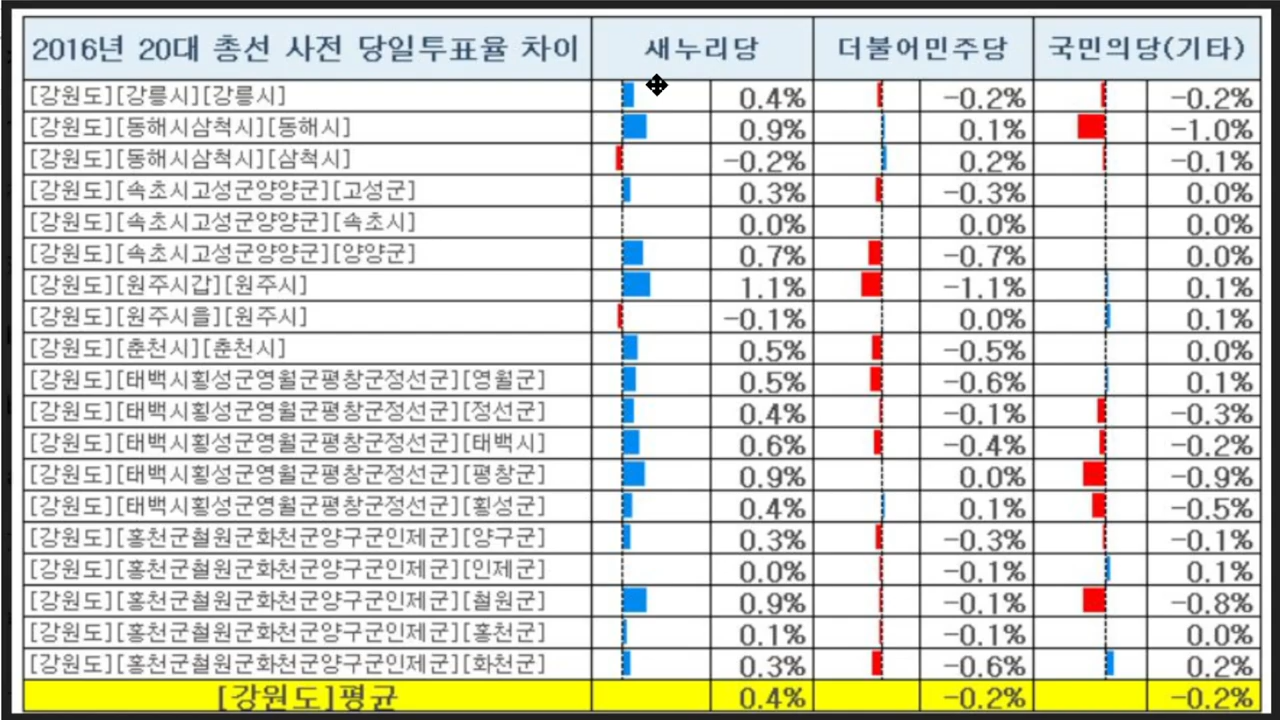 2016년 20대 총선 사전 당일투표율 차이 새누리당 더불어민주당 국민의당(기타)
[강원도][강릉시][강릉시] 0.4% -0.2% -0.2%
[강원도][동해시삼척시][동해시] 0.9% 0.1% -1.0%
[강원도][동해시삼척시][삼척시] -0.2% 0.2% -0.1%
[강원도][속초시고성군양양군][고성군] 0.3% -0.3% 0.0%
[강원도][속초시고성군양양군][속초시] 0.0% 0.0% 0.0%
[강원도][속초시고성군양양군][양양군] 0.7% -0.7% 0.0%
[강원도][원주시갑][원주시] 1.1% -1.1% 0.1%
[강원도][원주시을][원주시] -0.1% 0.0% 0.1%
[강원도][춘천시][춘천시] 0.5% -0.5% 0.0%
[강원도][태백시횡성군영월군평창군정선군][영월군] 0.5% -0.6% 0.1%
[강원도][태백시횡성군영월군평창군정선군][정선군] 0.4% -0.1% -0.3%
[강원도][태백시횡성군영월군평창군정선군][태백시] 0.6% -0.4% -0.2%
[강원도][태백시횡성군영월군평창군정선군][평창군] 0.9% 0.0% -0.9%
[강원도][태백시횡성군영월군평창군정선군][횡성군] 0.4% 0.1% -0.5%
[강원도][홍천군철원군화천군양구군인제군][양구군] 0.3% -0.3% -0.1%
[강원도][홍천군철원군화천군양구군인제군][인제군] 0.0% -0.1% 0.1%
[강원도][홍천군철원군화천군양구군인제군][철원군] 0.9% -0.1% -0.8%
[강원도][홍천군철원군화천군양구군인제군][홍천군] 0.1% -0.1% 0.0%
[강원도][홍천군철원군화천군양구군인제군][화천군] 0.3% -0.6% 0.2%
[강원도]평균 0.4% -0.2% -0.2%